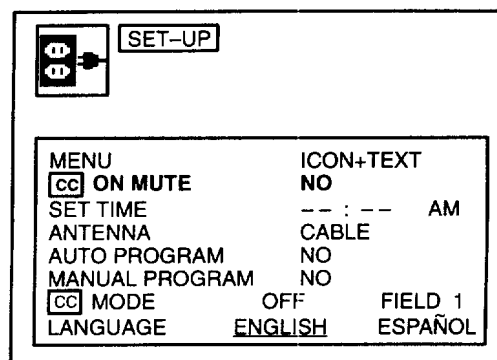 SET–UP
MENU ICON+TEXT
CC ON MUTE NO
SET TIME – – : – – AM
ANTENNA CABLE
AUTO PROGRAM NO
MANUAL PROGRAM NO
CC MODE OFF FIELD 1
LANGUAGE ENGLISH ESPAÑOL